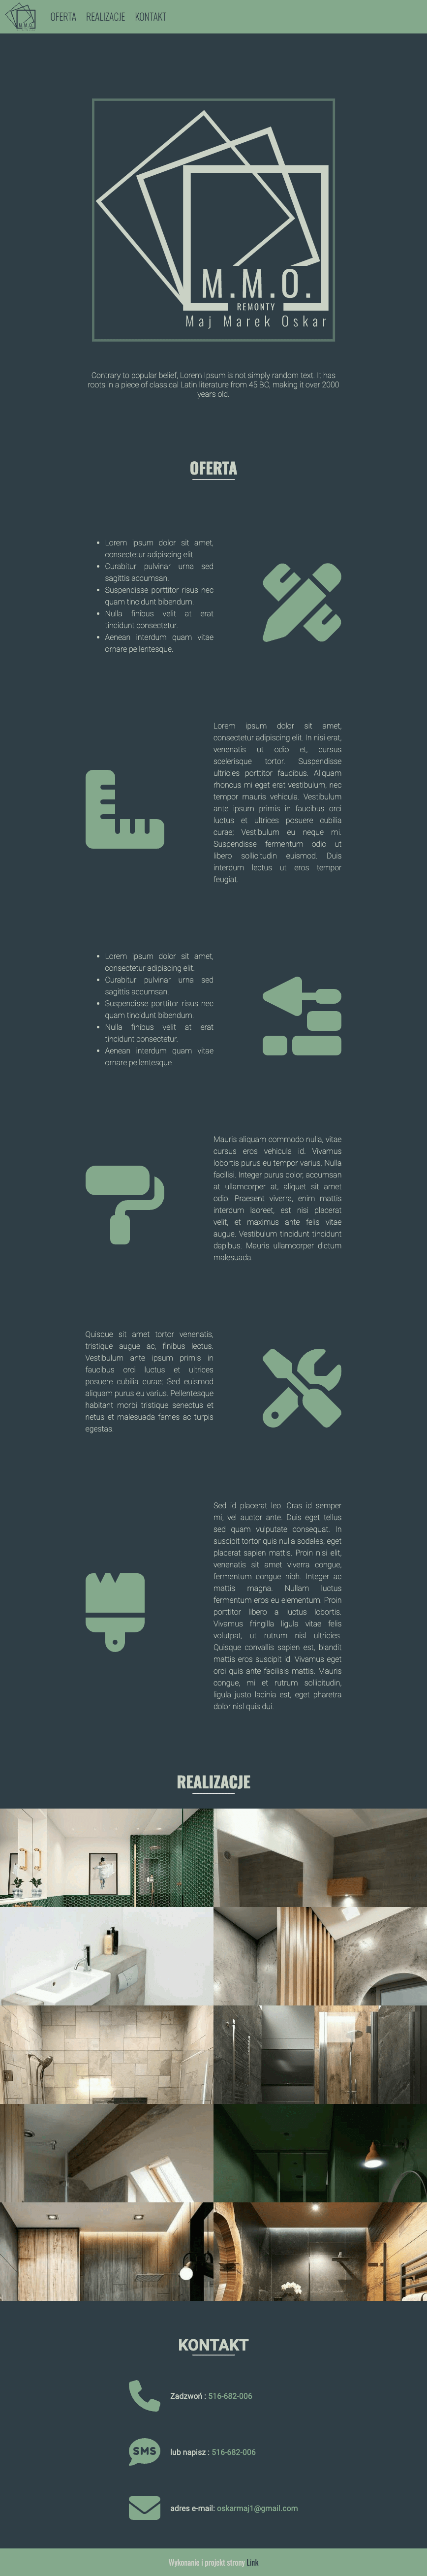 OFERTA REALIZACJE KONTAKT
M.M.O.
REMONTY
Maj Marek Oskar
Contrary to popular belief, Lorem Ipsum is not simply random text. It has
roots in a piece of classical Latin literature from 45 BC, making it over 2000
years old.
OFERTA
• Lorem ipsum dolor sit amet,
consectetur adipiscing elit.
• Curabitur pulvinar urna sed
sagittis accumsan.
• Suspendisse porttitor risus nec
quam tincidunt bibendum.
• Nulla finibus velit at erat
tincidunt consectetur.
• Aenean interdum quam vitae
ornare pellentesque.
Lorem ipsum dolor sit amet,
consectetur adipiscing elit. In nisi erat,
venenatis ut odio et, cursus
scelerisque tortor. Suspendisse
ultricies porttitor faucibus. Aliquam
rhoncus mi eget erat vestibulum, nec
tempor mauris vehicula. Vestibulum
ante ipsum primis in faucibus orci
luctus et ultrices posuere cubilia
curae; Vestibulum eu neque mi.
Suspendisse fermentum odio ut
libero sollicitudin euismod. Duis
interdum lectus ut eros tempor
feugiat.
• Lorem ipsum dolor sit amet,
consectetur adipiscing elit.
• Curabitur pulvinar urna sed
sagittis accumsan.
• Suspendisse porttitor risus nec
quam tincidunt bibendum.
• Nulla finibus velit at erat
tincidunt consectetur.
• Aenean interdum quam vitae
ornare pellentesque.
Mauris aliquam commodo nulla, vitae
cursus eros vehicula id. Vivamus
lobortis purus eu tempor varius. Nulla
facilisi. Integer purus dolor, accumsan
at ullamcorper at, aliquet sit amet
odio. Praesent viverra, enim mattis
interdum laoreet, est nisi placerat
velit, et maximus ante felis vitae
augue. Vestibulum tincidunt tincidunt
dapibus. Mauris ullamcorper dictum
malesuada.
Quisque sit amet tortor venenatis,
tristique augue ac, finibus lectus.
Vestibulum ante ipsum primis in
faucibus orci luctus et ultrices
posuere cubilia curae; Sed euismod
aliquam purus eu varius. Pellentesque
habitant morbi tristique senectus et
netus et malesuada fames ac turpis
egestas.
Sed id placerat leo. Cras id semper
mi, vel auctor ante. Duis eget tellus
sed quam vulputate consequat. In
suscipit tortor quis nulla sodales, eget
placerat sapien mattis. Proin nisi elit,
venenatis sit amet viverra congue,
fermentum congue nibh. Integer ac
mattis magna. Nullam luctus
fermentum eros eu elementum. Proin
porttitor libero a luctus lobortis.
Vivamus fringilla ligula vitae felis
volutpat, ut rutrum nisl ultricies.
Quisque convallis sapien est, blandit
mattis eros suscipit id. Vivamus eget
orci quis ante facilisis mattis. Mauris
congue, mi et rutrum sollicitudin,
ligula justo lacinia est, eget pharetra
dolor nisl quis dui.
REALIZACJE
KONTAKT
Zadzwoń : 516-682-006
SMS
lub napisz : 516-682-006
adres e-mail: oskarmaj1@gmail.com
Wykonanie i projekt strony Link